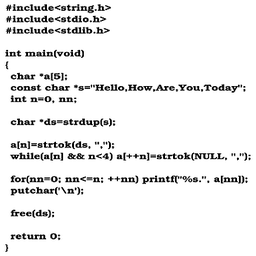 #include<string.h>
#include<stdio.h>
#include<stdlib.h>
int main(void)
{
char *a[5];
const char *s="Hello,How,Are,You,Today";
int n=0, nn;
char *ds=strdup(s);
a[n]=strtok(ds, ",");
while(a[n] && n<4) a[++n]=strtok(NULL, ",");
for(nn=0; nn<=n; ++nn) printf("%s.", a[nn]);
putchar('\n');
free(ds);
return 0;
}